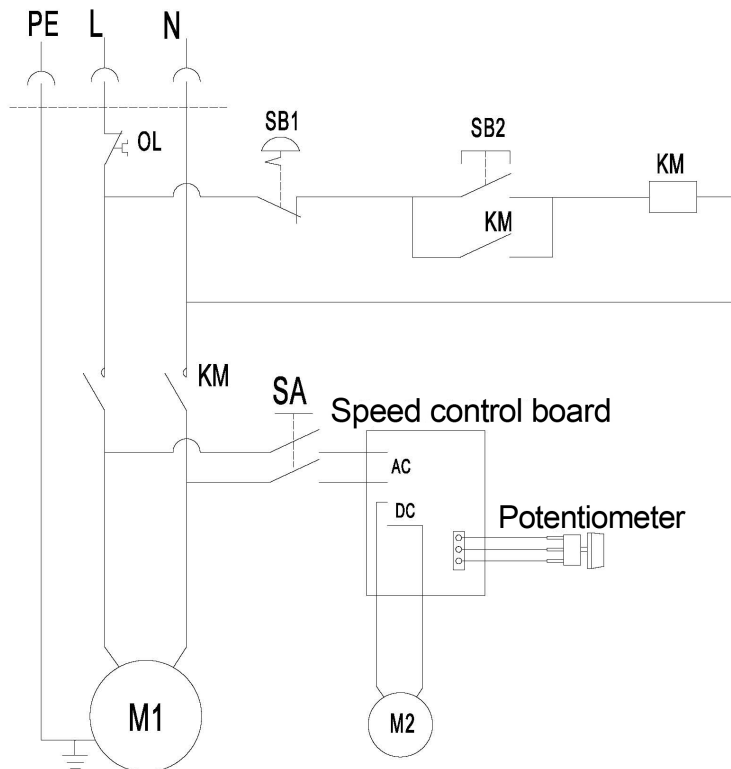 PE L N
OL
SB1
SB2
KM
KM
KM
SA
Speed control board
AC
DC
Potentiometer
M1
M2